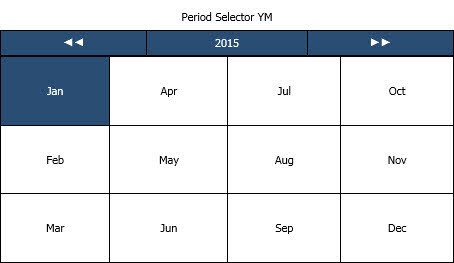 Period Selector YM
◄◄ 2015 ►►
Jan Apr Jul Oct
Feb May Aug Nov
Mar Jun Sep Dec